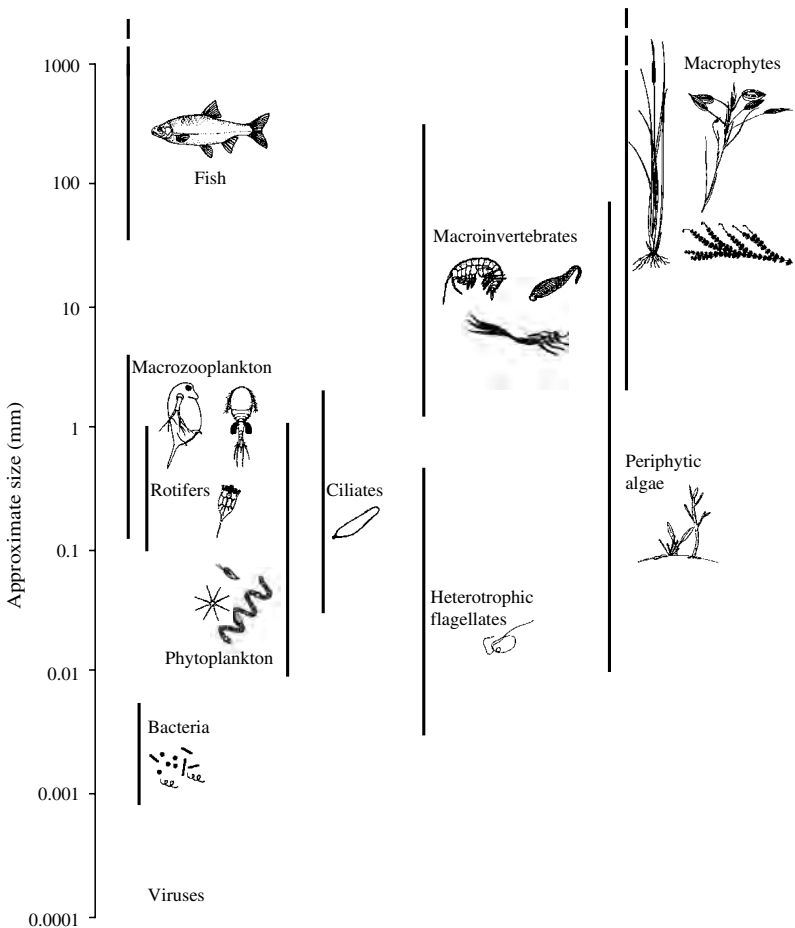 1000
Macrophytes
Fish
100
Macroinvertebrates
10
Macrozooplankton
1
Rotifers
Ciliates
Periphytic
algae
0.1
Heterotrophic
flagellates
Phytoplankton
0.01
Bacteria
0.001
Viruses
0.0001
Approximate size (mm)